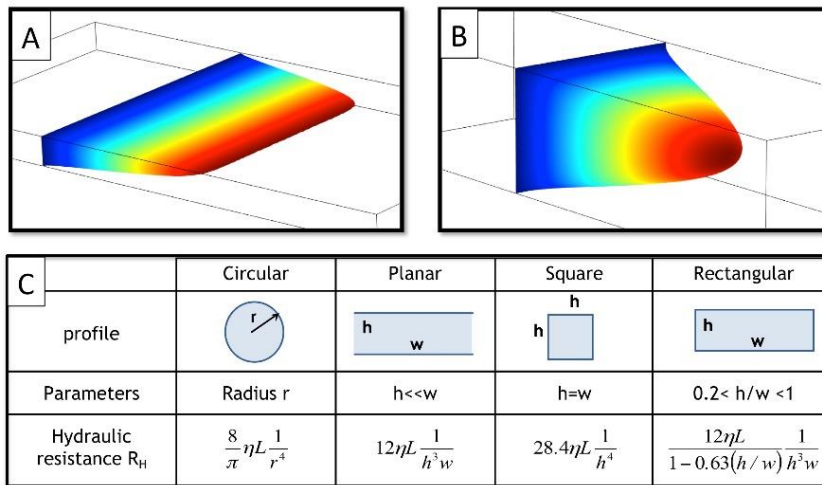 A
B
C
Circular Planar Square Rectangular
profile r h w h h h w
Parameters Radius r h<<w h=w 0.2< h/w <1
Hydraulic resistance R_H 8/π ηL 1/r⁴ 12ηL 1/h³w 28.4ηL 1/h⁴ 12ηL/1−0.63(h/w) 1/h³w